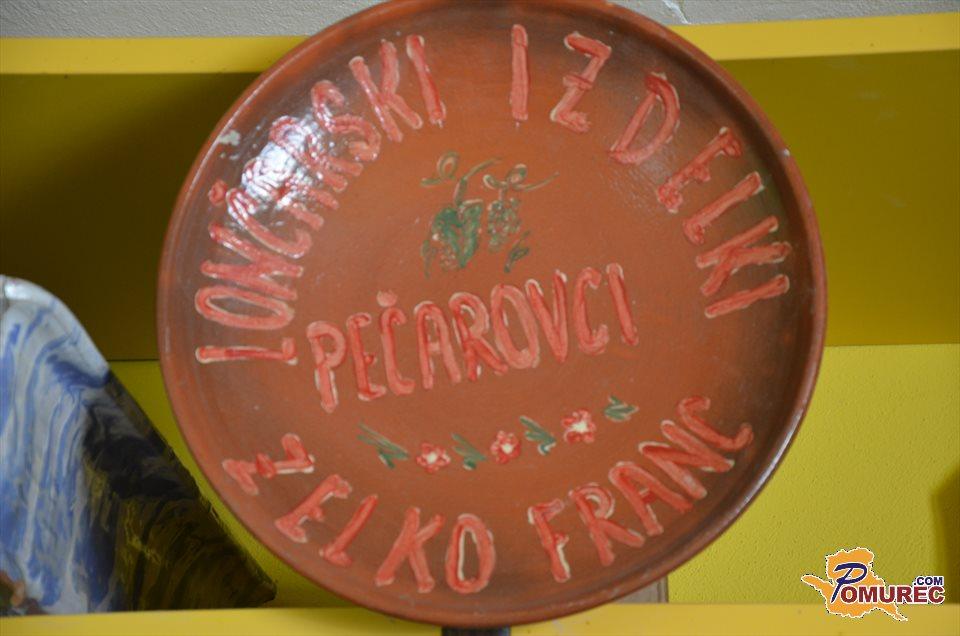 LONČARSKI IZDELKI
PEČAROVCI
ŽELKO FRANC
POMUREC.COM